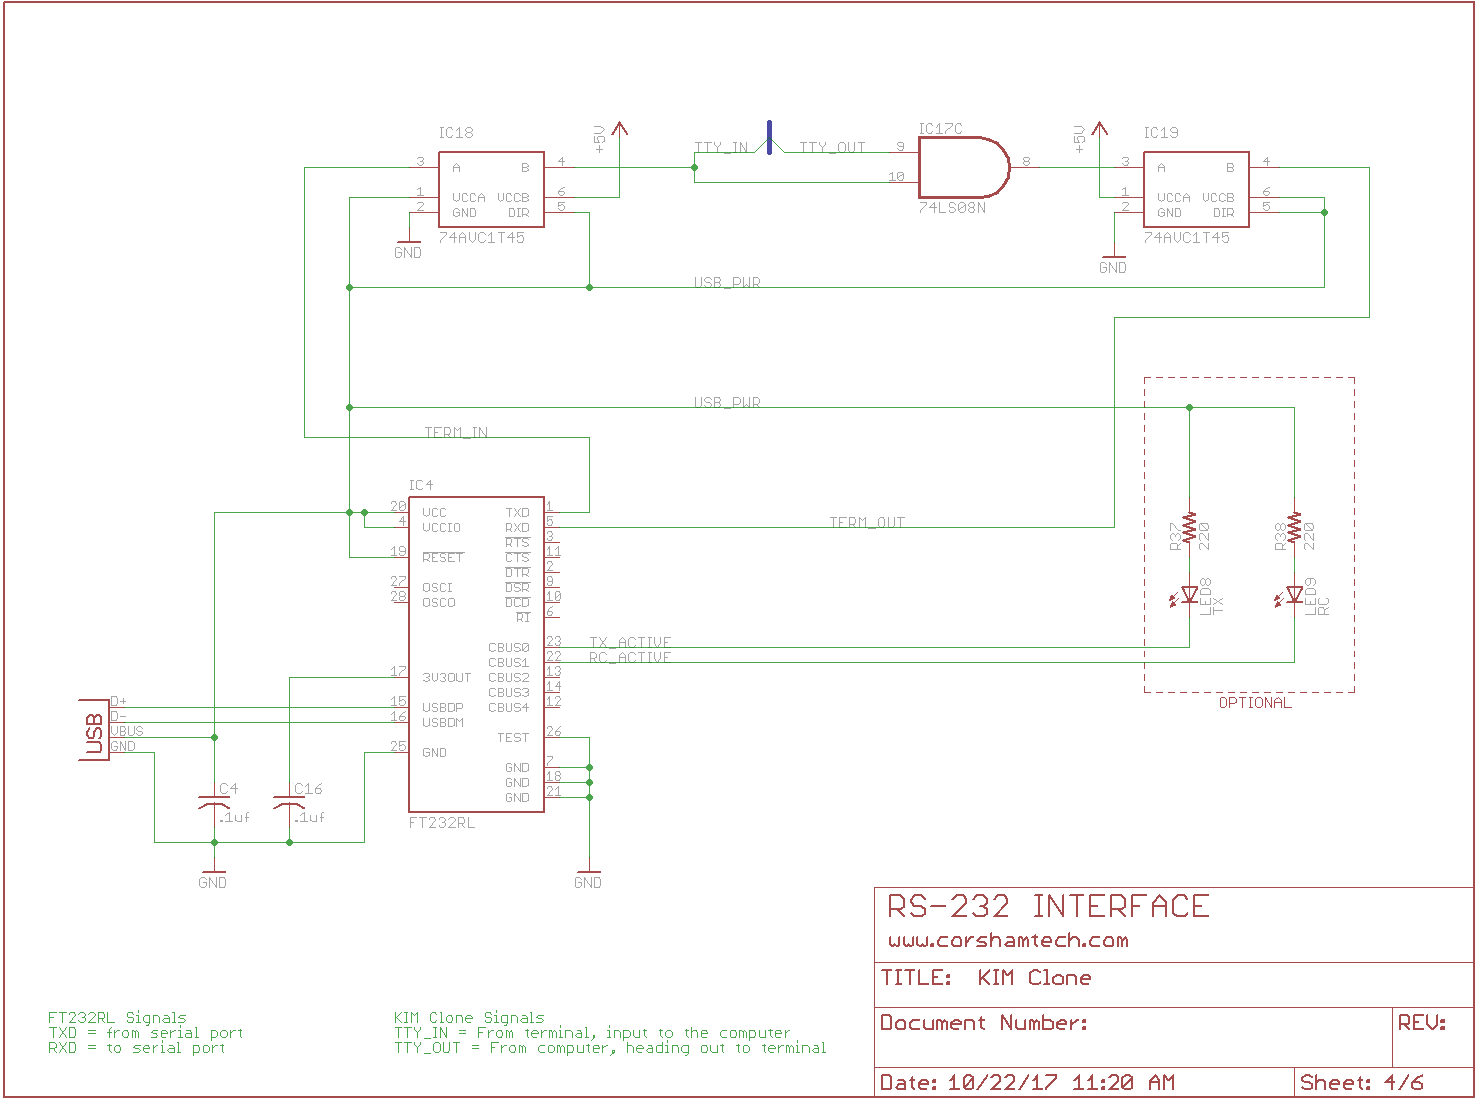 IC18
3 A B 4
1 VCCA VCCB 6
2 GND DIR 5
74AVC1T45
GND
+5V
TTY_IN
TTY_OUT
IC17C
9
10
8
74LS08N
+5V
IC19
3 A B 4
1 VCCA VCCB 6
2 GND DIR 5
74AVC1T45
GND
USB_PWR
USB_PWR
TERM_IN
TERM_OUT
IC4
20 VCC TXD 1
4 VCCIO RXD 5
RTS 3
19 RESET CTS 11
DTR 2
27 OSCI DSR 9
28 OSCO DCD 10
RI 6
CBUS0 23
CBUS1 22
17 3V3OUT CBUS2 13
CBUS3 14
15 USBDP CBUS4 12
16 USBDM
TEST 26
25 GND
GND 7
GND 18
GND 21
FT232RL
TX_ACTIVE
RC_ACTIVE
R37
220
R38
220
LED8
TX
LED9
RC
OPTIONAL
USB
D+
D-
VBUS
GND
C4
.1uf
C16
.1uf
GND
GND
FT232RL Signals
TXD = from serial port
RXD = to serial port
KIM Clone Signals
TTY_IN = From terminal, input to the computer
TTY_OUT = From computer, heading out to terminal
RS-232 INTERFACE
www.corshamtech.com
TITLE: KIM Clone
Document Number:
REV:
Date: 10/22/17 11:20 AM
Sheet: 4/6